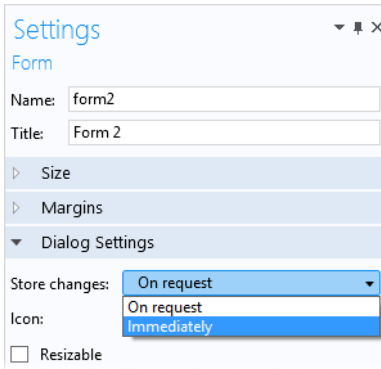 Settings
Form
Name: form2
Title: Form 2
Size
Margins
Dialog Settings
Store changes: On request
On request
Icon:
Immediately
Resizable